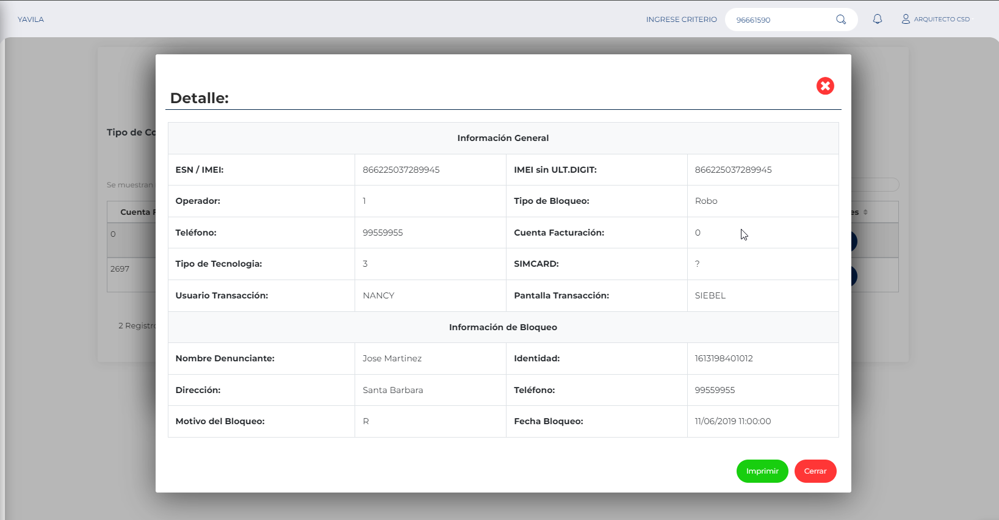 YAVILA
INGRESE CRITERIO
96661590
ARQUITECTO CSD
Detalle:
Tipo de Co
Información General
ESN / IMEI:
866225037289945
IMEI sin ULT.DIGIT:
866225037289945
Operador:
1
Tipo de Bloqueo:
Robo
Se muestran
Cuenta F
es
Teléfono:
99559955
Cuenta Facturación:
0
0
Tipo de Tecnologia:
3
SIMCARD:
?
2697
Usuario Transacción:
NANCY
Pantalla Transacción:
SIEBEL
2 Registro
Información de Bloqueo
Nombre Denunciante:
Jose Martinez
Identidad:
1613198401012
Dirección:
Santa Barbara
Teléfono:
99559955
Motivo del Bloqueo:
R
Fecha Bloqueo:
11/06/2019 11:00:00
Imprimir
Cerrar